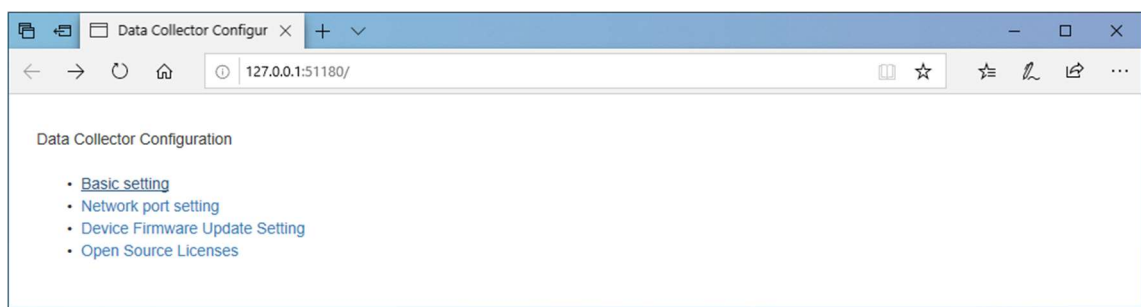 Data Collector Configur
127.0.0.1:51180/
Data Collector Configuration
• Basic setting
• Network port setting
• Device Firmware Update Setting
• Open Source Licenses